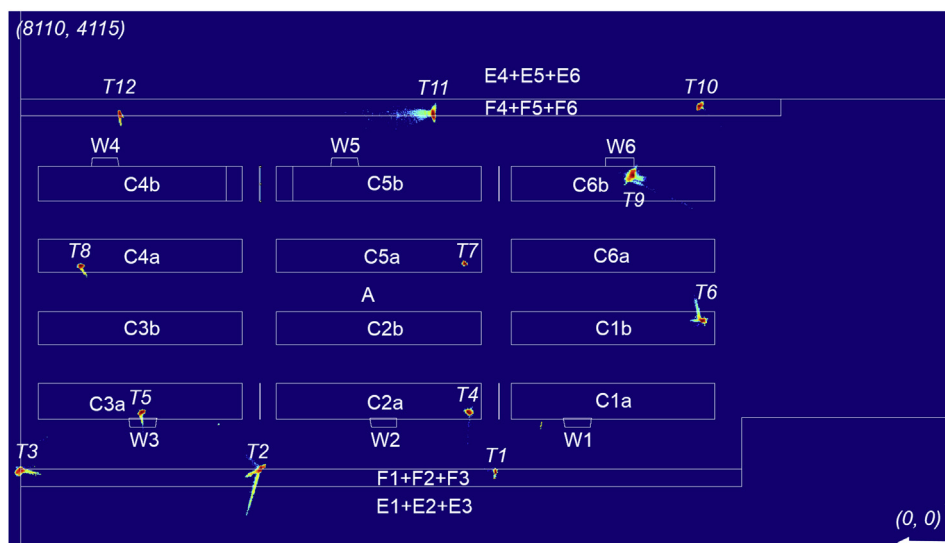 (8110, 4115)
E4+E5+E6
T12
T11
T10
F4+F5+F6
W4
W5
W6
C4b
C5b
C6b
T9
T8
C4a
C5a
T7
C6a
A
T6
C3b
C2b
C1b
C3a
T5
C2a
T4
C1a
W3
W2
W1
T3
T2
T1
F1+F2+F3
E1+E2+E3
(0, 0)